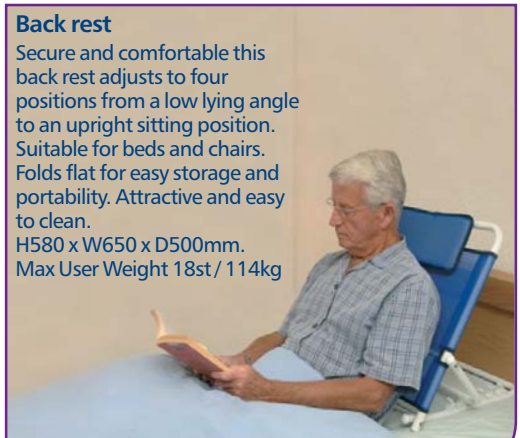 Back rest
Secure and comfortable this
back rest adjusts to four
positions from a low lying angle
to an upright sitting position.
Suitable for beds and chairs.
Folds flat for easy storage and
portability. Attractive and easy
to clean.
H580 x W650 x D500mm.
Max User Weight 18st / 114kg